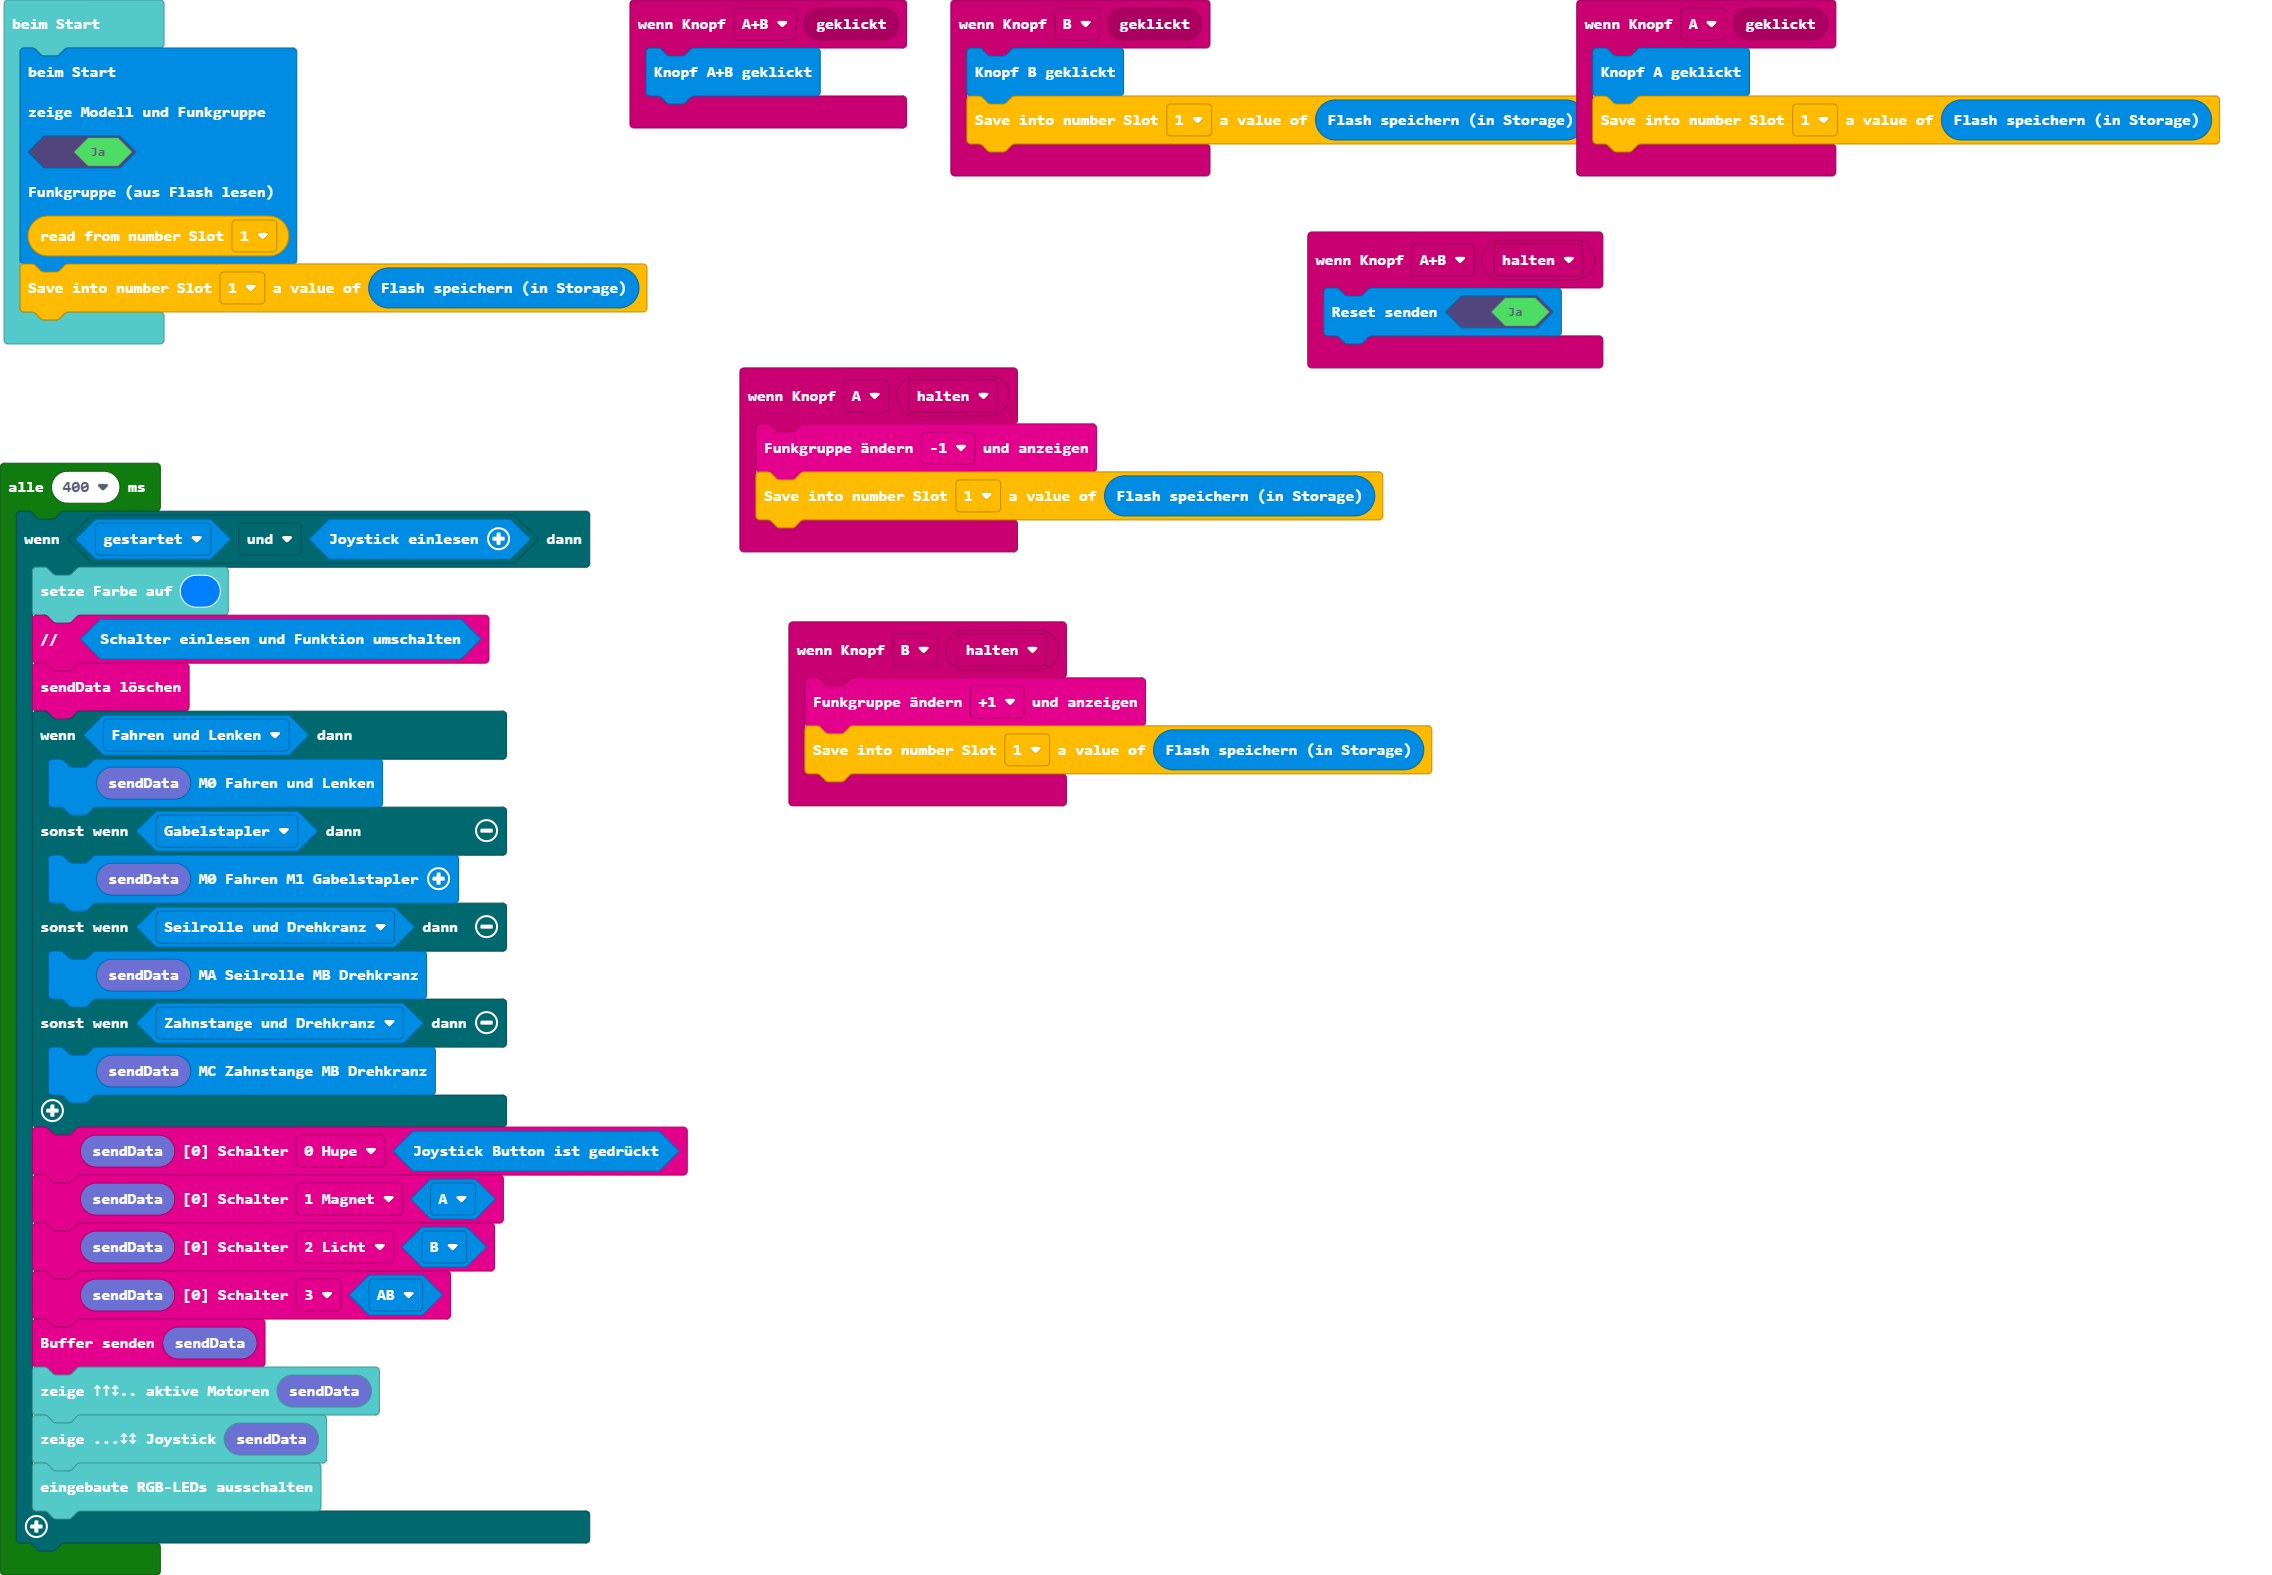 beim Start
beim Start
zeige Modell und Funkgruppe
Ja
Funkgruppe (aus Flash lesen)
read from number Slot 1
Save into number Slot 1 a value of Flash speichern (in Storage)
wenn Knopf A+B geklickt
Knopf A+B geklickt
wenn Knopf B geklickt
Knopf B geklickt
Save into number Slot 1 a value of Flash speichern (in Storage)
wenn Knopf A geklickt
Knopf A geklickt
Save into number Slot 1 a value of Flash speichern (in Storage)
wenn Knopf A+B halten
Reset senden Ja
wenn Knopf A halten
Funkgruppe ändern -1 und anzeigen
Save into number Slot 1 a value of Flash speichern (in Storage)
wenn Knopf B halten
Funkgruppe ändern +1 und anzeigen
Save into number Slot 1 a value of Flash speichern (in Storage)
alle 400 ms
wenn gestartet und Joystick einlesen dann
setze Farbe auf
// Schalter einlesen und Funktion umschalten
sendData löschen
wenn Fahren und Lenken dann
sendData M0 Fahren und Lenken
sonst wenn Gabelstapler dann
sendData M0 Fahren M1 Gabelstapler
sonst wenn Seilrolle und Drehkranz dann
sendData MA Seilrolle MB Drehkranz
sonst wenn Zahnstange und Drehkranz dann
sendData MC Zahnstange MB Drehkranz
sendData [0] Schalter 0 Hupe Joystick Button ist gedrückt
sendData [0] Schalter 1 Magnet A
sendData [0] Schalter 2 Licht B
sendData [0] Schalter 3 AB
Buffer senden sendData
zeige ↑↑↕.. aktive Motoren sendData
zeige ...↕↕ Joystick sendData
eingebaute RGB-LEDs ausschalten